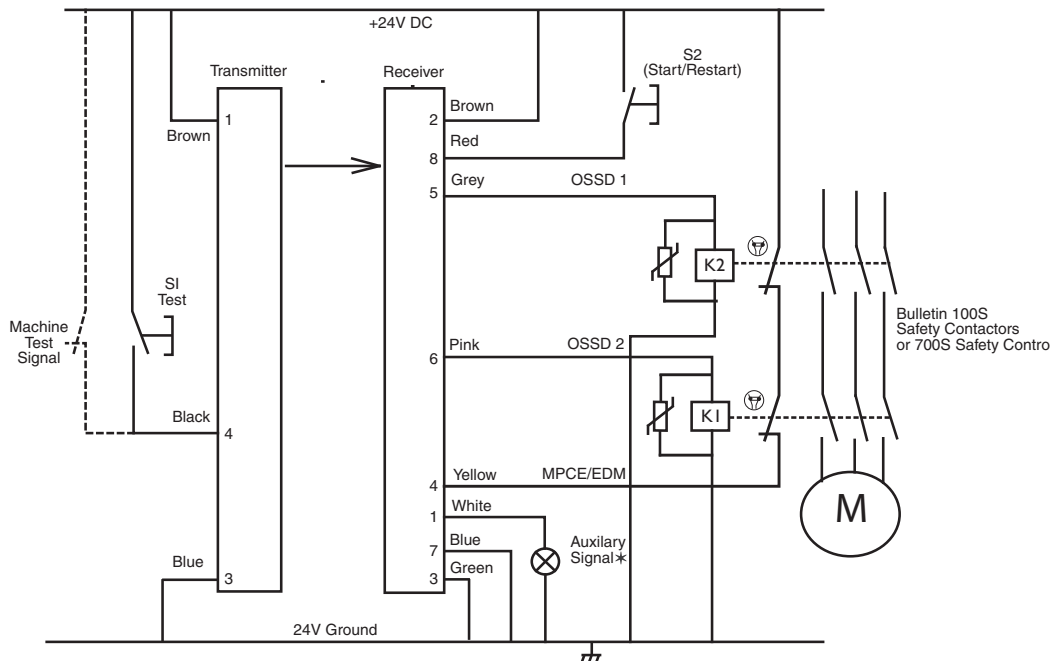 +24V DC
S2
(Start/Restart)
Transmitter
Receiver
Brown
1
2
Brown
Red
8
Grey
OSSD 1
5
K2
S1
Test
Machine
Test
Signal
Bulletin 100S
Safety Contactors
or 700S Safety Contro
Pink
OSSD 2
6
K1
Black
4
Yellow
MPCE/EDM
4
White
1
M
Blue
7
Auxilary
Signal*
Blue
3
Green
3
24V Ground